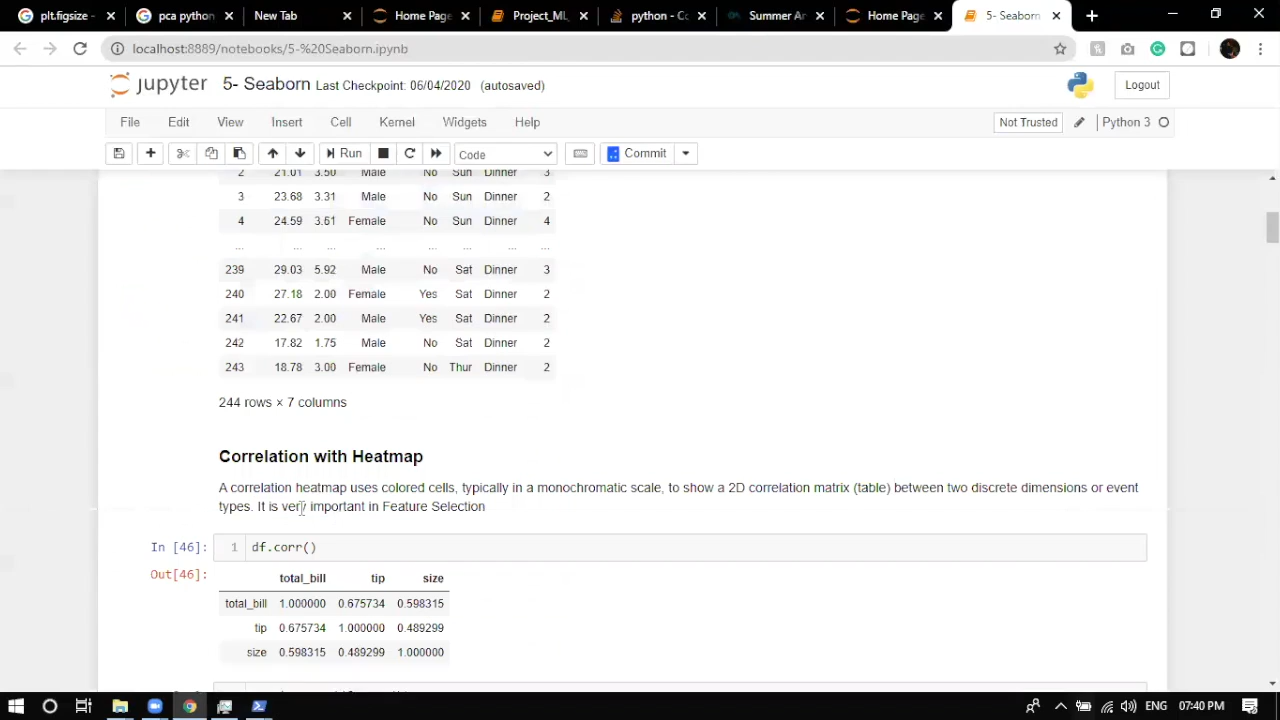 plt.figsize
pca python
New Tab
Home Page
Project_ML
python - Co
Summer Ar
Home Page
5- Seaborn
localhost:8889/notebooks/5-%20Seaborn.ipynb
jupyter 5- Seaborn Last Checkpoint: 06/04/2020 (autosaved)
Logout
File Edit View Insert Cell Kernel Widgets Help
Not Trusted
Python 3
Run
Code
Commit
2 21.01 3.50 Male No Sun Dinner 3
3 23.68 3.31 Male No Sun Dinner 2
4 24.59 3.61 Female No Sun Dinner 4
... ... ... ... ... ... ... ...
239 29.03 5.92 Male No Sat Dinner 3
240 27.18 2.00 Female Yes Sat Dinner 2
241 22.67 2.00 Male Yes Sat Dinner 2
242 17.82 1.75 Male No Sat Dinner 2
243 18.78 3.00 Female No Thur Dinner 2
244 rows × 7 columns
Correlation with Heatmap
A correlation heatmap uses colored cells, typically in a monochromatic scale, to show a 2D correlation matrix (table) between two discrete dimensions or event
types. It is very important in Feature Selection
In [46]: 1 df.corr()
Out[46]:
total_bill tip size
total_bill 1.000000 0.675734 0.598315
tip 0.675734 1.000000 0.489299
size 0.598315 0.489299 1.000000
ENG 07:40 PM